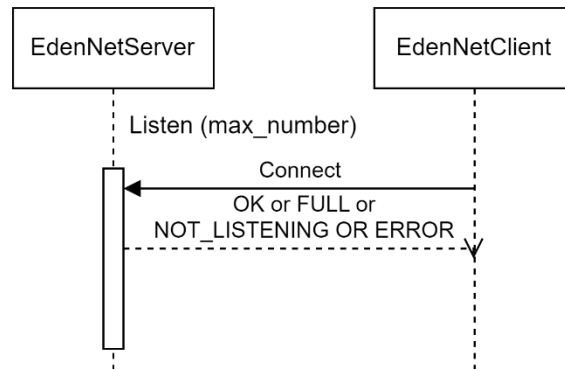 EdenNetServer
EdenNetClient
Listen (max_number)
Connect
OK or FULL or
NOT_LISTENING OR ERROR